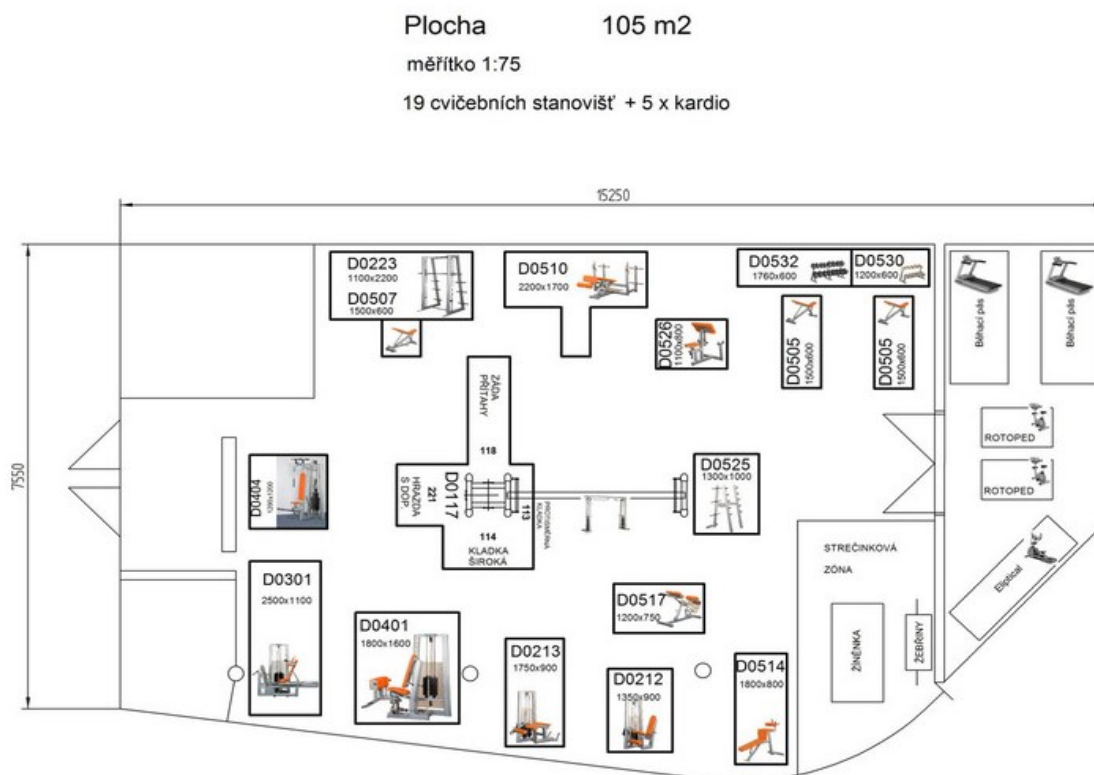 Plocha 105 m2
měřítko 1:75
19 cvičebních stanovišť + 5 x kardio
15250
7550
D0223
1100x2200
D0507
1500x600
D0510
2200x1700
D0532
1760x600
D0530
1200x600
D0526
1100x800
D0505
1500x600
D0505
1500x600
Běhací pás
Běhací pás
ROTOPED
ROTOPED
Eliptical
ZÁDA
PŘÍTAHY
118
HRAZDA
S DOP.
221
D0117
113
PROTISMĚRNÁ
KLADKA
114
KLADKA
ŠIROKÁ
D0404
D0525
1300x1000
STREČINKOVÁ
ZÓNA
ŽÍNĚNKA
ŽEBŘINY
D0301
2500x1100
D0401
1800x1600
D0517
1200x750
D0213
1750x900
D0212
1350x900
D0514
1800x800